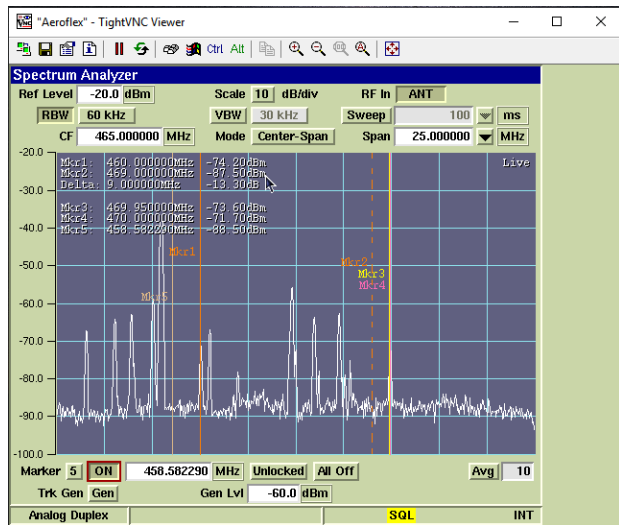 "Aeroflex" - TightVNC Viewer
Ctrl Alt
Spectrum Analyzer
Ref Level -20.0 dBm Scale 10 dB/div RF In ANT
RBW 60 kHz VBW 30 kHz Sweep 100 ms
CF 465.000000 MHz Mode Center-Span Span 25.000000 MHz
-20.0
Mkr1: 460.000000MHz -74.20dBm Live
Mkr2: 469.000000MHz -87.50dBm
Delta: 9.000000MHz -13.30dB
-30.0
Mkr3: 469.950000MHz -73.60dBm
Mkr4: 470.000000MHz -71.70dBm
Mkr5: 458.582290MHz -88.50dBm
-40.0
Mkr1
-50.0
Mkr2
Mkr3
Mkr4
Mkr5
-60.0
-70.0
-80.0
-90.0
-100.0
Marker 5 ON 458.582290 MHz Unlocked All Off Avg 10
Trk Gen Gen Gen Lvl -60.0 dBm
Analog Duplex SQL INT